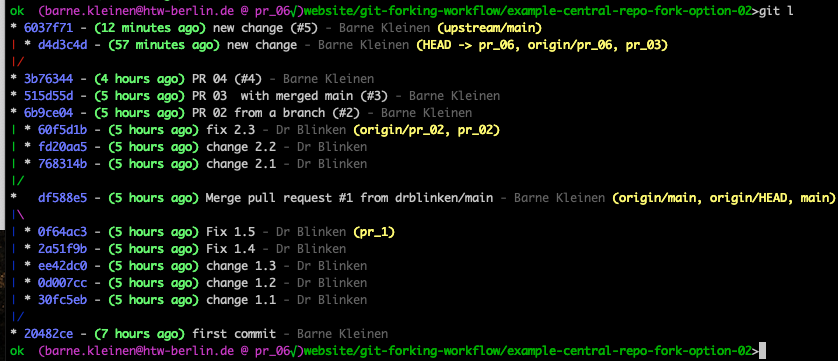 ok  (barne.kleinen@htw-berlin.de @ pr_06√)website/git-forking-workflow/example-central-repo-fork-option-02>git l
* 6037f71 - (12 minutes ago) new change (#5) - Barne Kleinen (upstream/main)
| * d4d3c4d - (57 minutes ago) new change - Barne Kleinen (HEAD -> pr_06, origin/pr_06, pr_03)
|/
* 3b76344 - (4 hours ago) PR 04 (#4) - Barne Kleinen
* 515d55d - (5 hours ago) PR 03  with merged main (#3) - Barne Kleinen
* 6b9ce04 - (5 hours ago) PR 02 from a branch (#2) - Barne Kleinen
| * 60f5d1b - (5 hours ago) fix 2.3 - Dr Blinken (origin/pr_02, pr_02)
| * fd20aa5 - (5 hours ago) change 2.2 - Dr Blinken
| * 768314b - (5 hours ago) change 2.1 - Dr Blinken
|/
*   df588e5 - (5 hours ago) Merge pull request #1 from drblinken/main - Barne Kleinen (origin/main, origin/HEAD, main)
|\
| * 0f64ac3 - (5 hours ago) Fix 1.5 - Dr Blinken (pr_1)
| * 2a51f9b - (5 hours ago) Fix 1.4 - Dr Blinken
| * ee42dc0 - (5 hours ago) change 1.3 - Dr Blinken
| * 0d007cc - (5 hours ago) change 1.2 - Dr Blinken
| * 30fc5eb - (5 hours ago) change 1.1 - Dr Blinken
|/
* 20482ce - (7 hours ago) first commit - Barne Kleinen
ok  (barne.kleinen@htw-berlin.de @ pr_06√)website/git-forking-workflow/example-central-repo-fork-option-02>